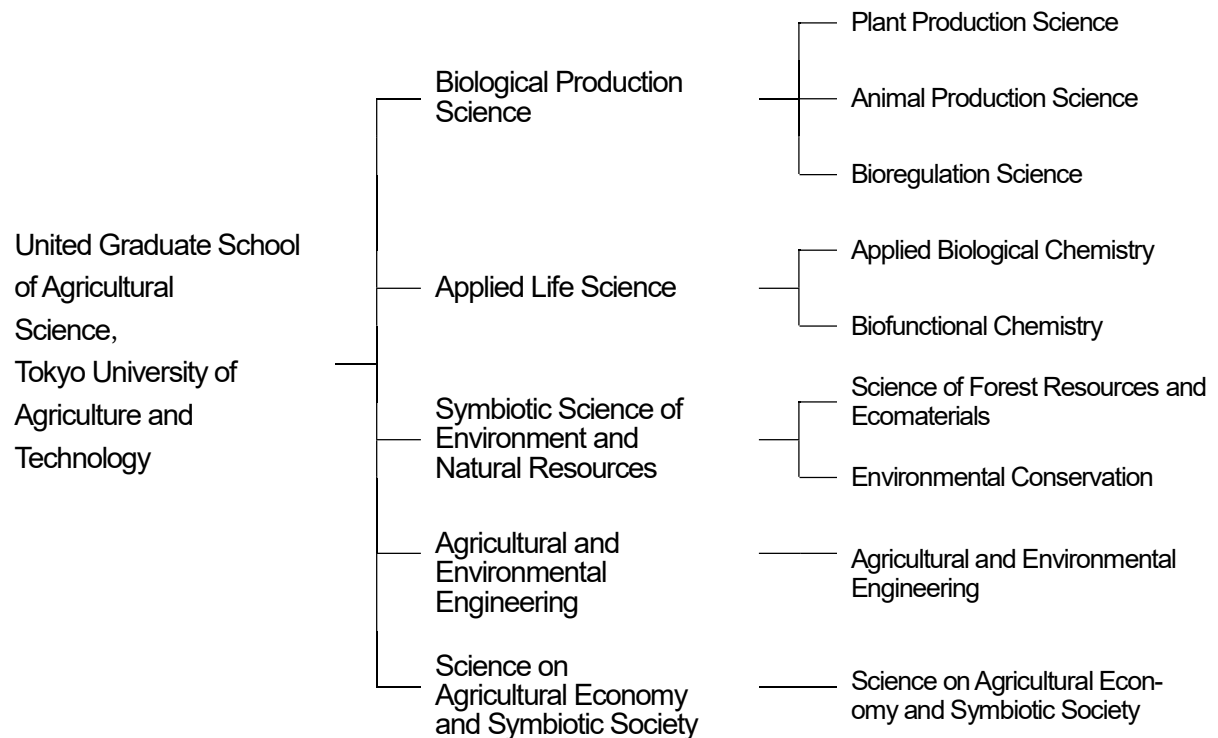 United Graduate School
of Agricultural
Science,
Tokyo University of
Agriculture and
Technology
Biological Production
Science
Plant Production Science
Animal Production Science
Bioregulation Science
Applied Life Science
Applied Biological Chemistry
Biofunctional Chemistry
Symbiotic Science of
Environment and
Natural Resources
Science of Forest Resources and
Ecomaterials
Environmental Conservation
Agricultural and
Environmental
Engineering
Agricultural and Environmental
Engineering
Science on
Agricultural Economy
and Symbiotic Society
Science on Agricultural Econ-
omy and Symbiotic Society